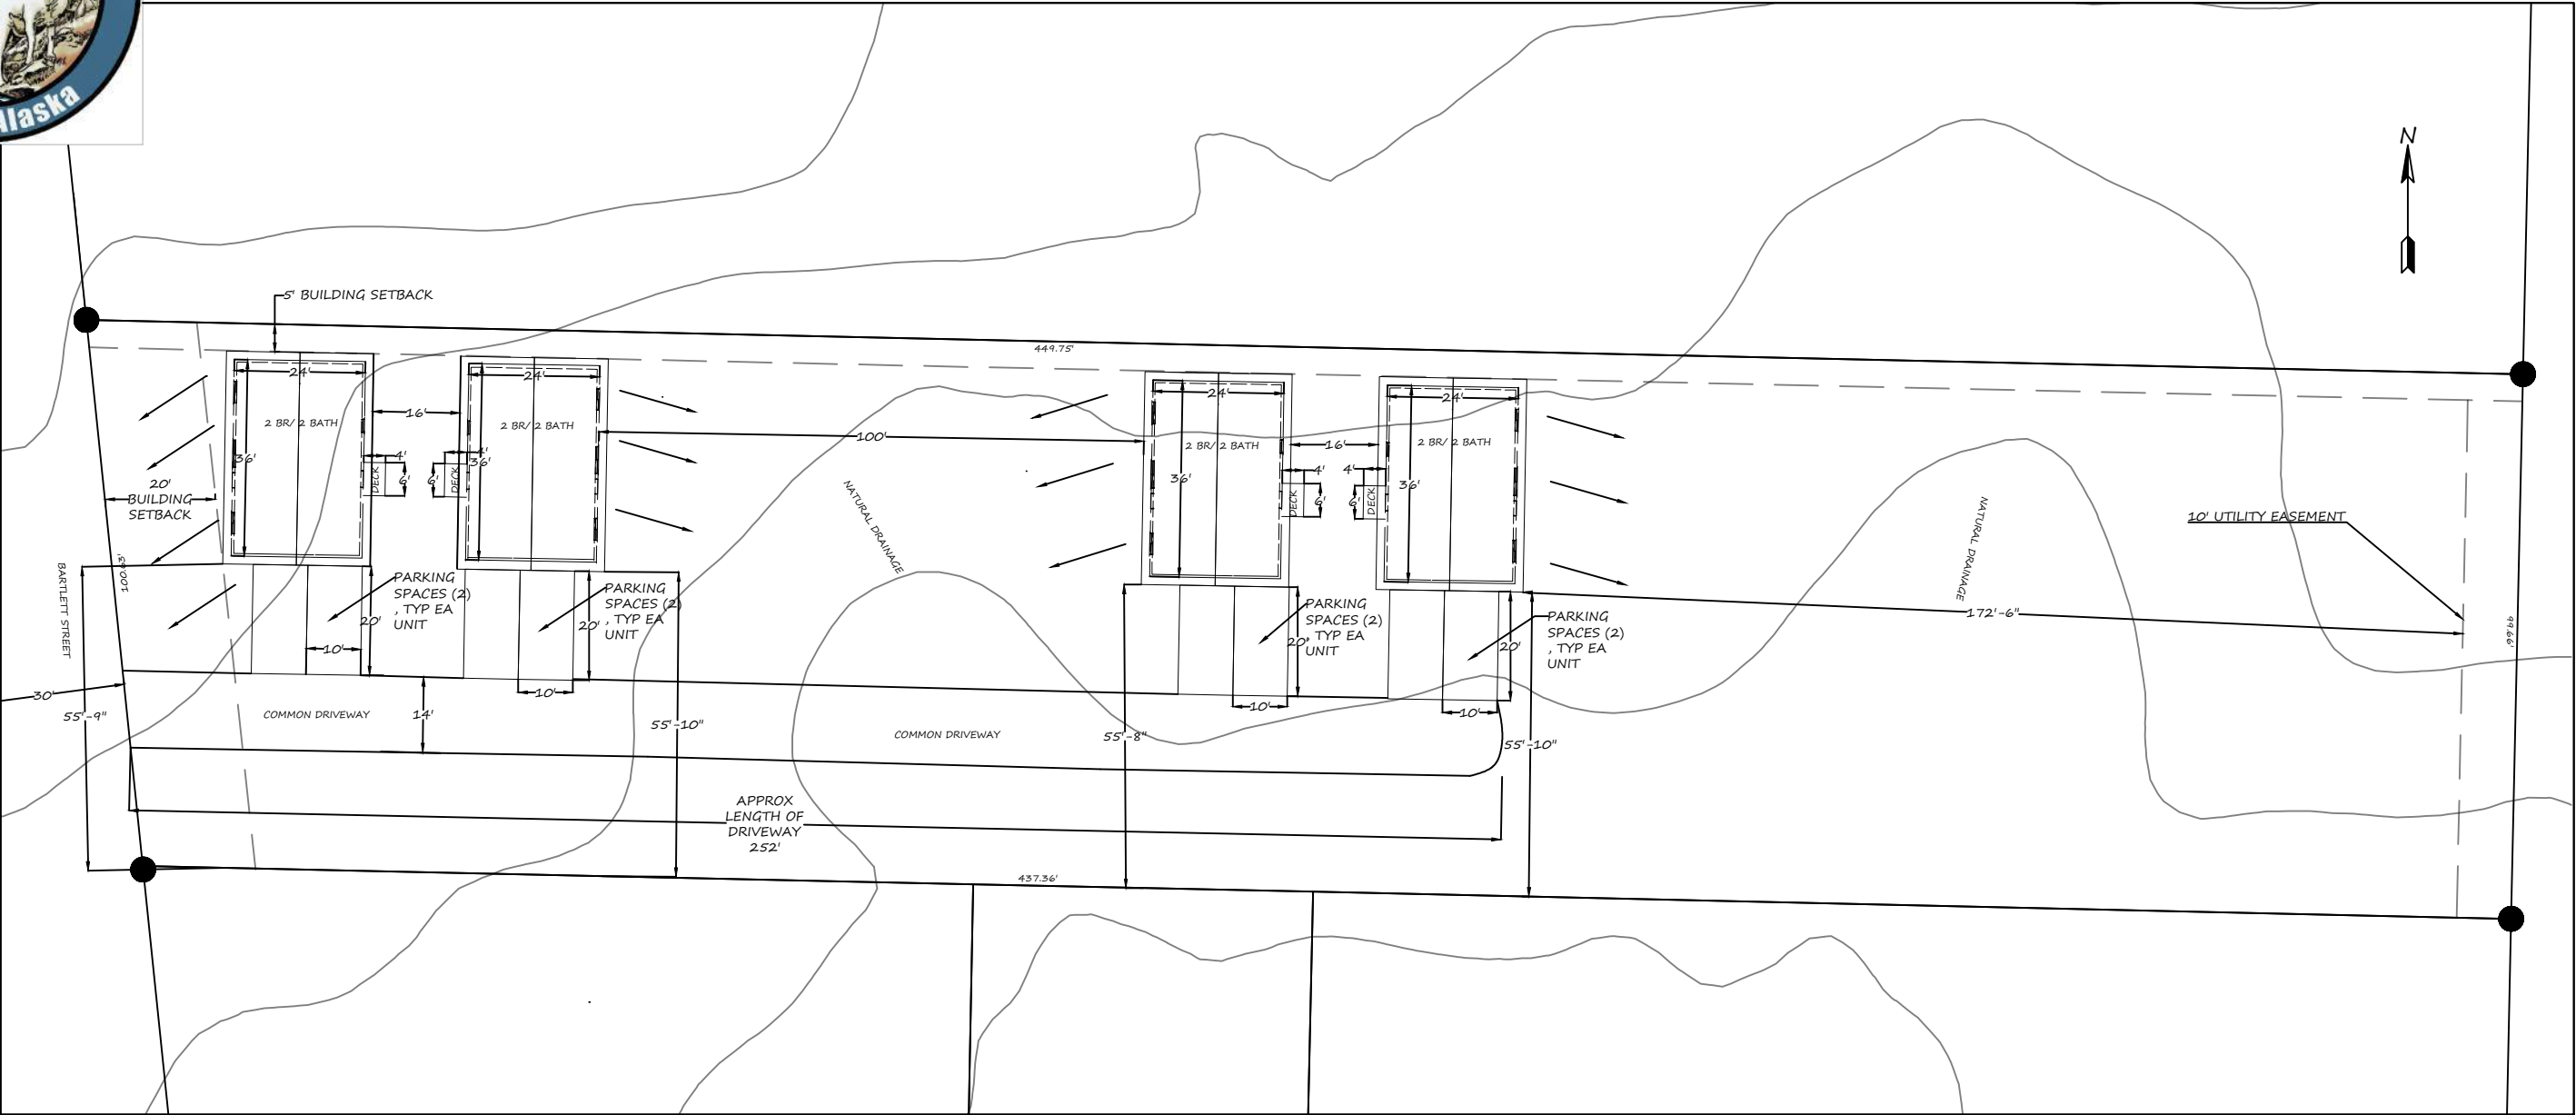 Alaska
N
5' BUILDING SETBACK
449.75'
24'
24'
24'
24'
16'
2 BR/ 2 BATH
2 BR/ 2 BATH
100'
2 BR/ 2 BATH
16'
2 BR/ 2 BATH
36'
4'
4'
36'
36'
4'
4'
36'
DECK
6'
6'
DECK
DECK
6'
6'
DECK
20'
BUILDING
SETBACK
NATURAL DRAINAGE
NATURAL DRAINAGE
10' UTILITY EASEMENT
BARTLETT STREET
PARKING
SPACES (2)
, TYP EA
UNIT
20'
10'
PARKING
SPACES (2)
, TYP EA
UNIT
20'
10'
PARKING
SPACES (2)
, TYP EA
UNIT
20'
10'
PARKING
SPACES (2)
, TYP EA
UNIT
20'
10'
172'-6"
99.66'
30'
55'-9"
COMMON DRIVEWAY
14'
55'-10"
COMMON DRIVEWAY
55'-8"
55'-10"
APPROX
LENGTH OF
DRIVEWAY
252'
437.36'